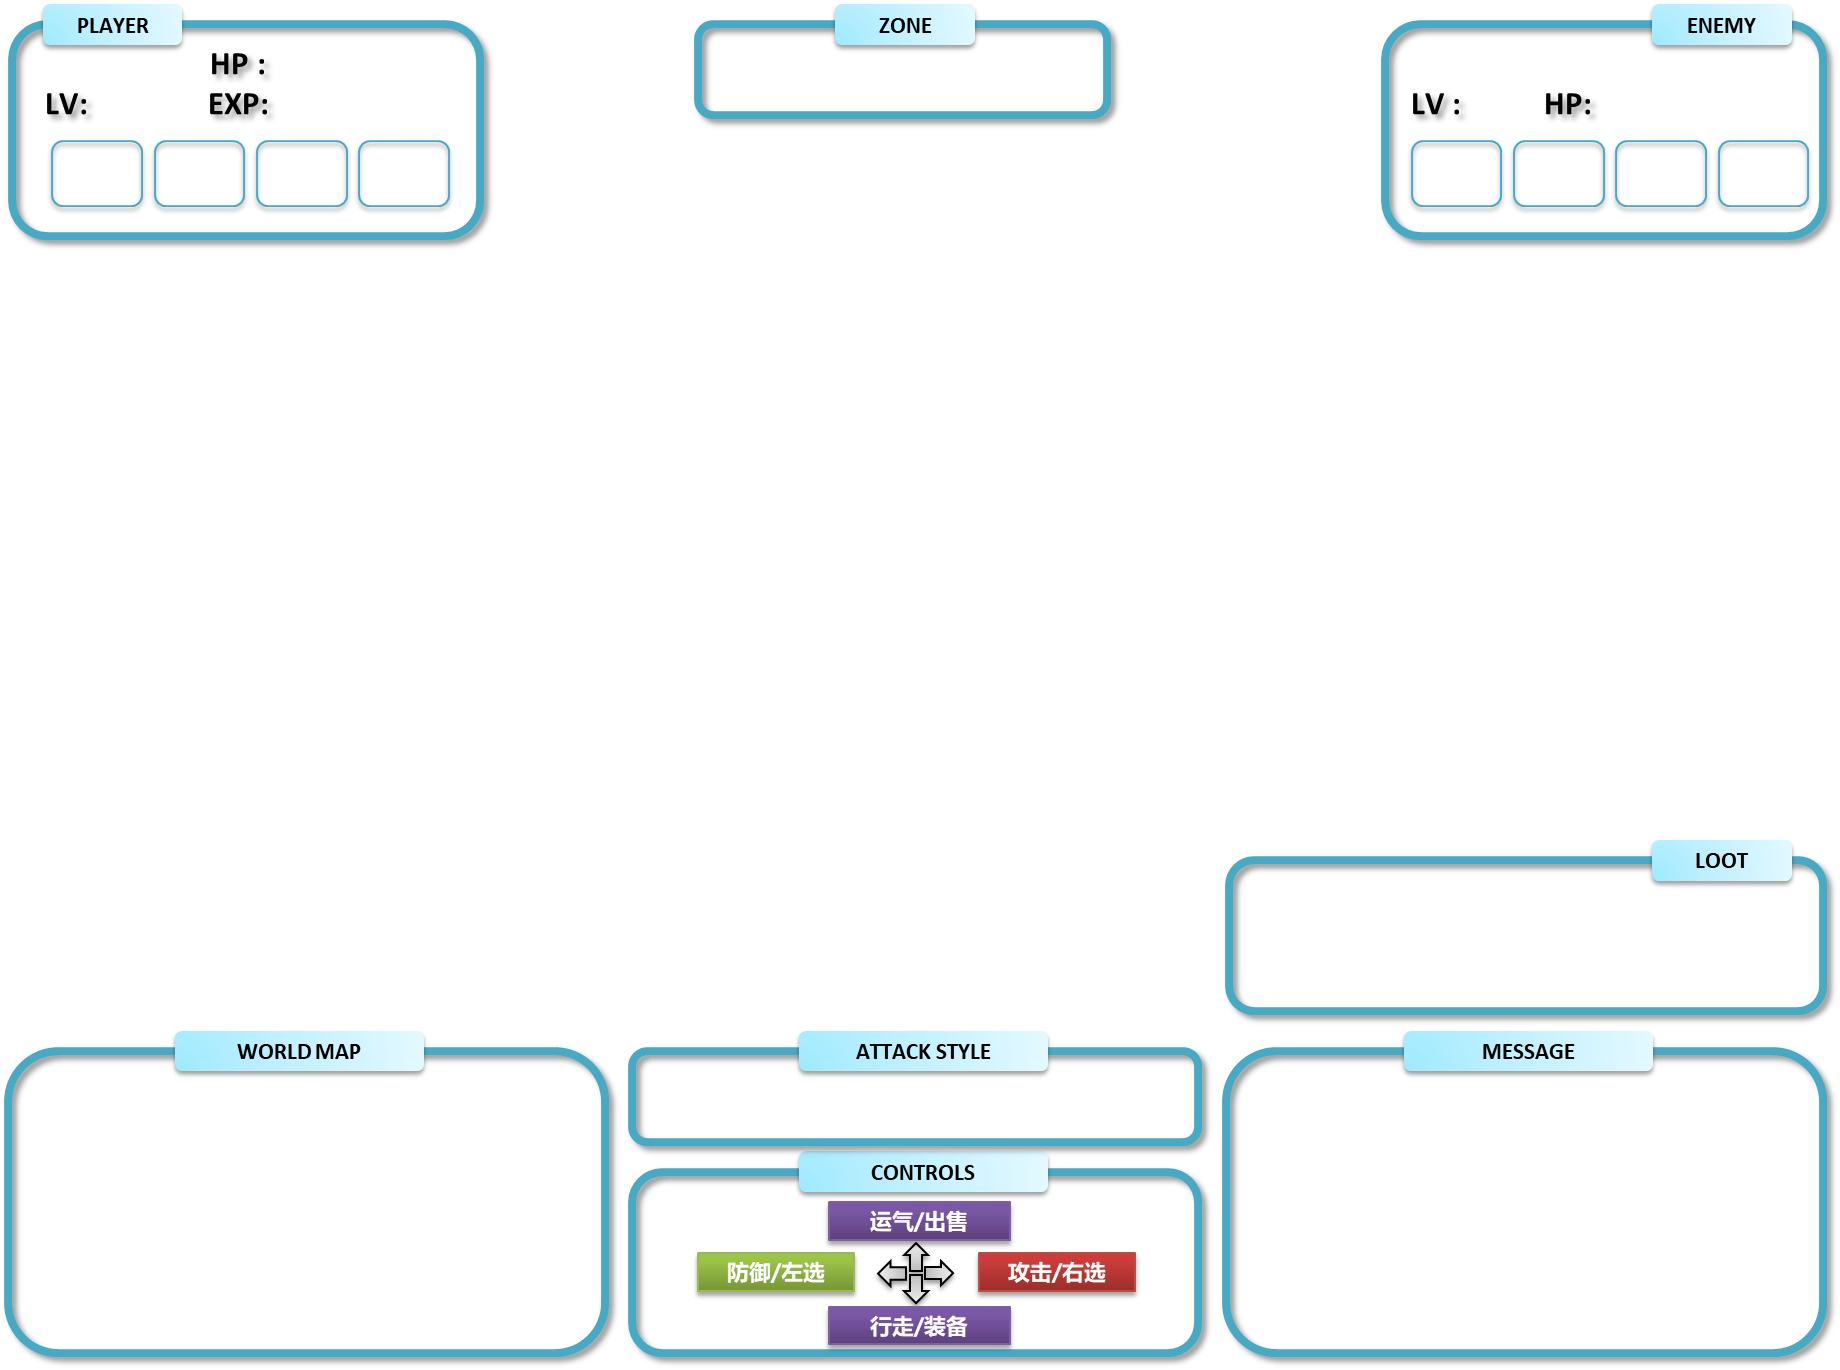 PLAYER
HP :
LV:
EXP:
ZONE
ENEMY
LV :
HP:
LOOT
WORLD MAP
ATTACK STYLE
MESSAGE
CONTROLS
运气/出售
防御/左选
攻击/右选
行走/装备